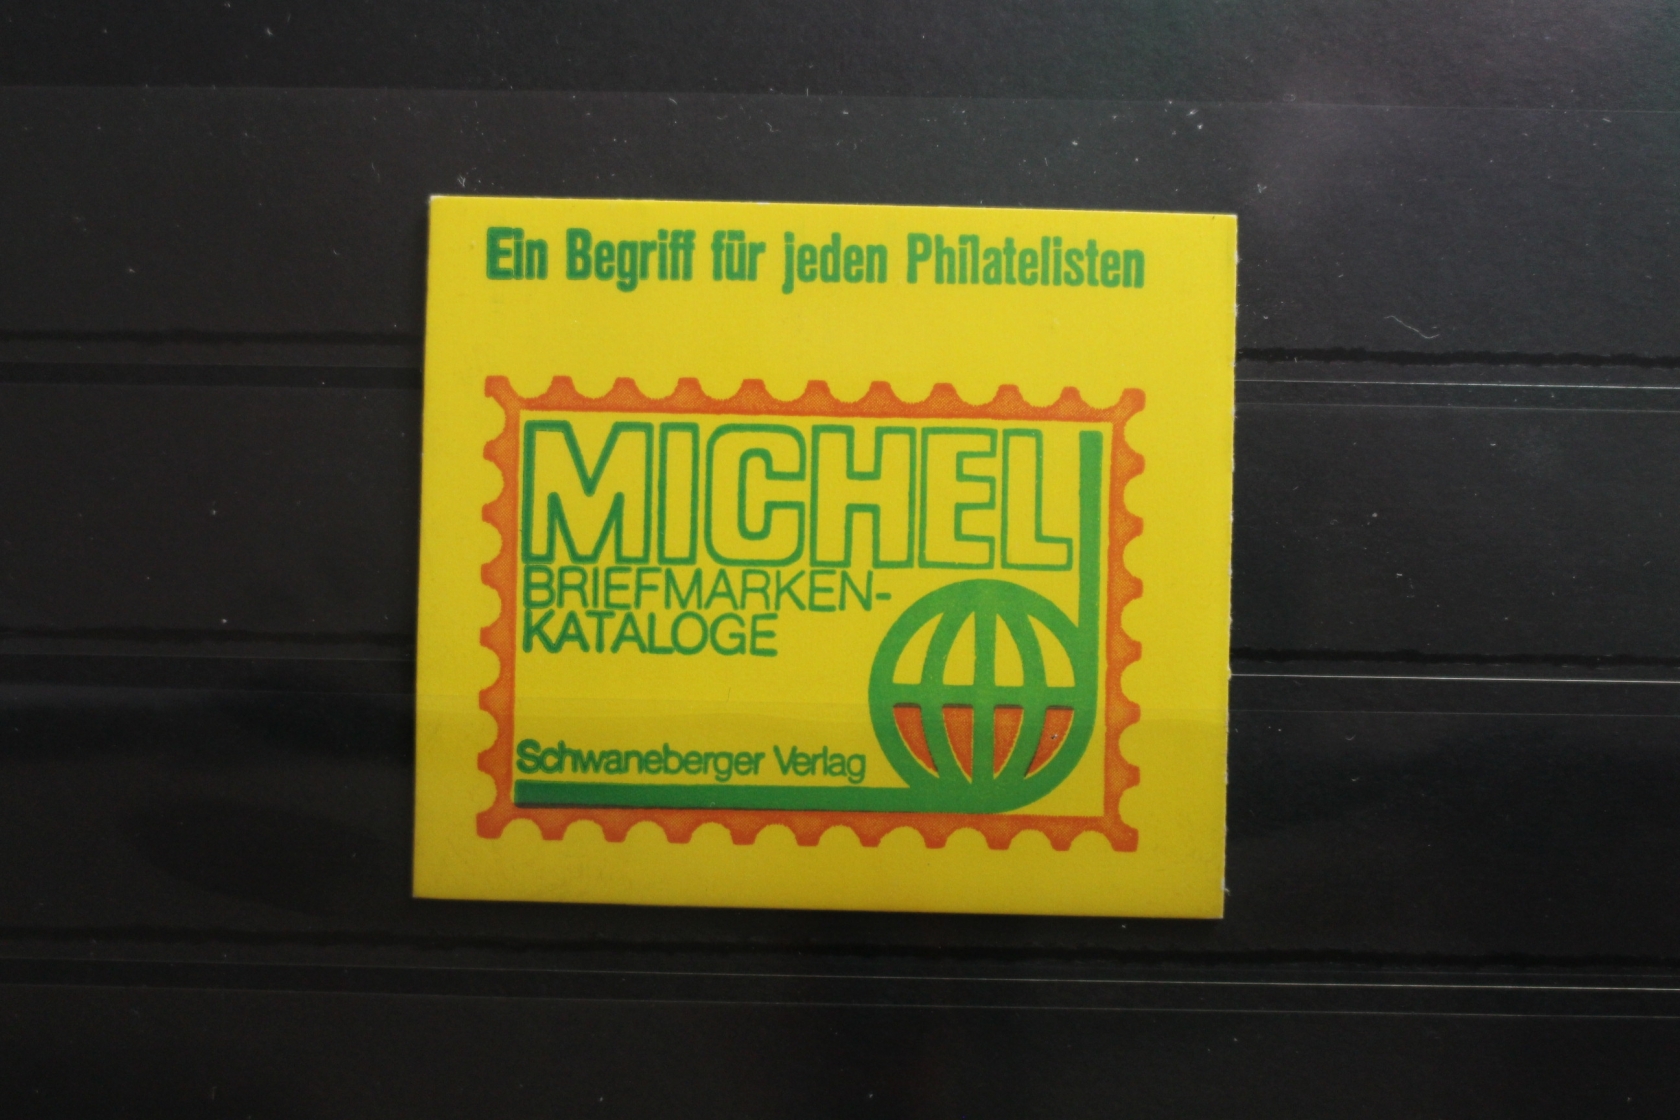 Ein Begriff für jeden Philatelisten
MICHEL
BRIEFMARKEN-
KATALOGE
Schwaneberger Verlag